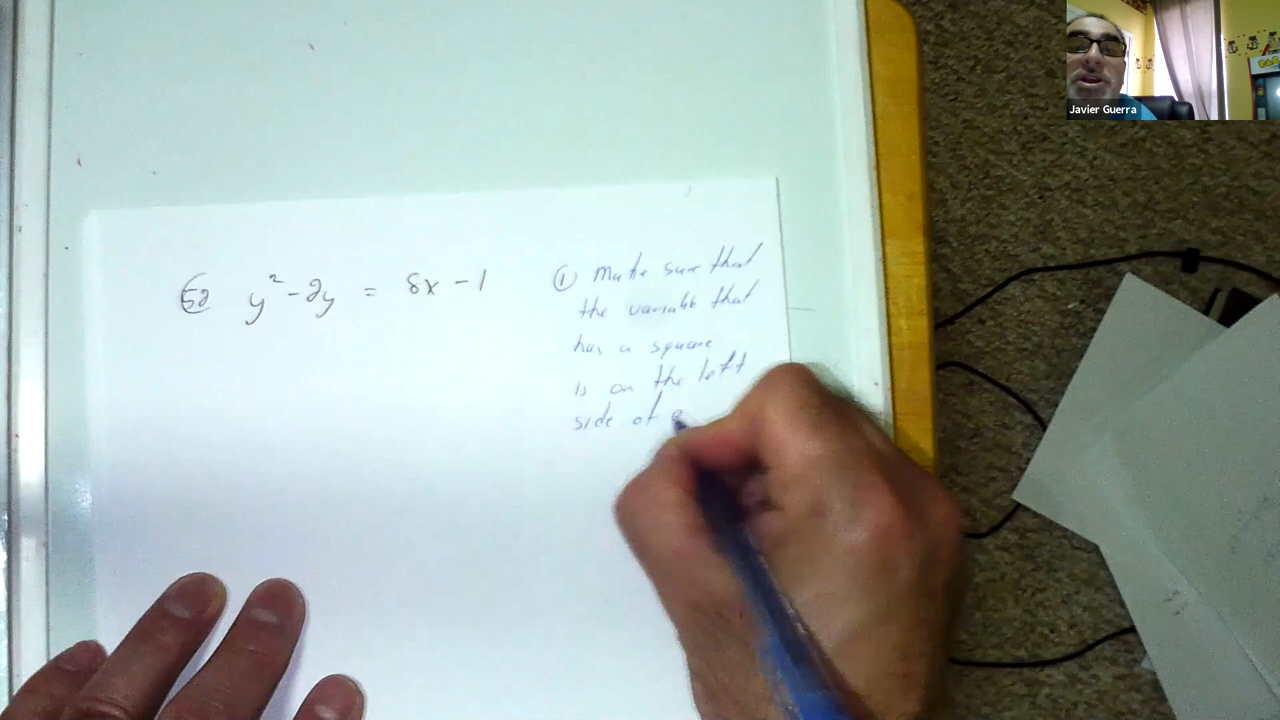 Javier Guerra
52 y² - 2y = 8x - 1
① Make sure that
the variable that
has a square
is on the left
side of